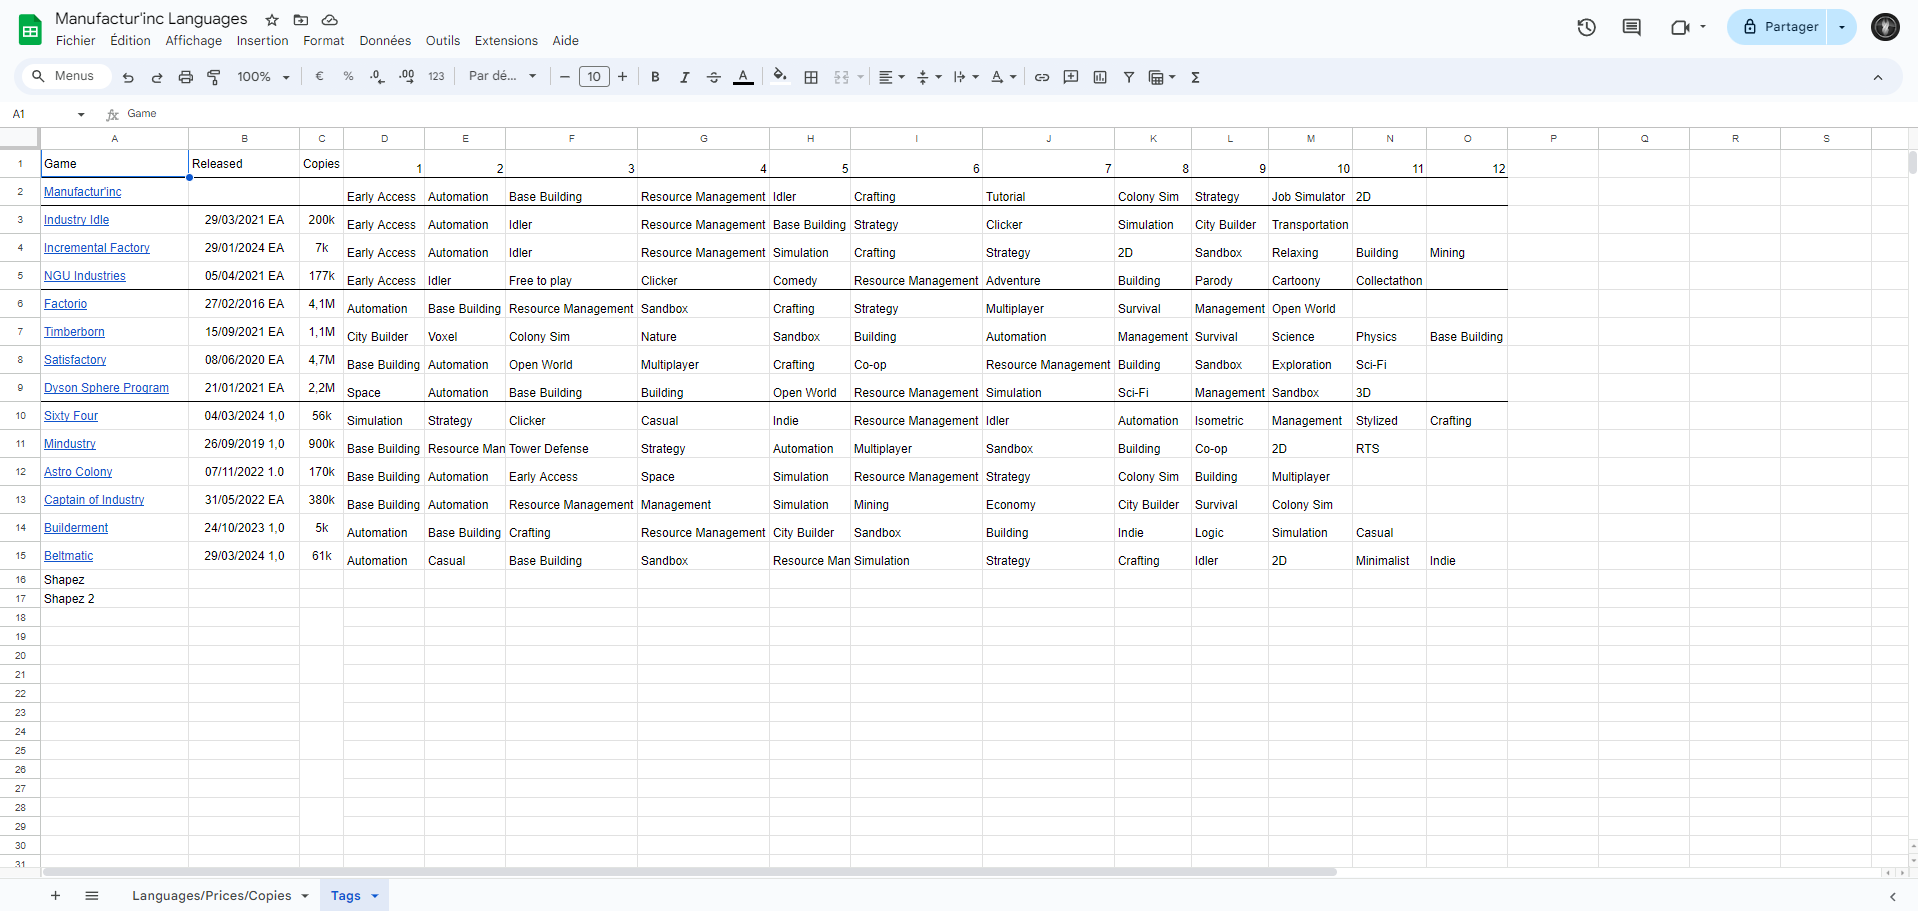 Manufactur'inc Languages
Fichier Édition Affichage Insertion Format Données Outils Extensions Aide
Partager
Menus 100% € % .0 .00 123 Par dé... 10 B I A Σ
A1 fx Game
A B C D E F G H I J K L M N O P Q R S
1 Game Released Copies 1 2 3 4 5 6 7 8 9 10 11 12
2 Manufactur'inc Early Access Automation Base Building Resource Management Idler Crafting Tutorial Colony Sim Strategy Job Simulator 2D
3 Industry Idle 29/03/2021 EA 200k Early Access Automation Idler Resource Management Base Building Strategy Clicker Simulation City Builder Transportation
4 Incremental Factory 29/01/2024 EA 7k Early Access Automation Idler Resource Management Simulation Crafting Strategy 2D Sandbox Relaxing Building Mining
5 NGU Industries 05/04/2021 EA 177k Early Access Idler Free to play Clicker Comedy Resource Management Adventure Building Parody Cartoony Collectathon
6 Factorio 27/02/2016 EA 4,1M Automation Base Building Resource Management Sandbox Crafting Strategy Multiplayer Survival Management Open World
7 Timberborn 15/09/2021 EA 1,1M City Builder Voxel Colony Sim Nature Sandbox Building Automation Management Survival Science Physics Base Building
8 Satisfactory 08/06/2020 EA 4,7M Base Building Automation Open World Multiplayer Crafting Co-op Resource Management Building Sandbox Exploration Sci-Fi
9 Dyson Sphere Program 21/01/2021 EA 2,2M Space Automation Base Building Building Open World Resource Management Simulation Sci-Fi Management Sandbox 3D
10 Sixty Four 04/03/2024 1,0 56k Simulation Strategy Clicker Casual Indie Resource Management Idler Automation Isometric Management Stylized Crafting
11 Mindustry 26/09/2019 1,0 900k Base Building Resource Man Tower Defense Strategy Automation Multiplayer Sandbox Building Co-op 2D RTS
12 Astro Colony 07/11/2022 1.0 170k Base Building Automation Early Access Space Simulation Resource Management Strategy Colony Sim Building Multiplayer
13 Captain of Industry 31/05/2022 EA 380k Base Building Automation Resource Management Management Simulation Mining Economy City Builder Survival Colony Sim
14 Builderment 24/10/2023 1,0 5k Automation Base Building Crafting Resource Management City Builder Sandbox Building Indie Logic Simulation Casual
15 Beltmatic 29/03/2024 1,0 61k Automation Casual Base Building Sandbox Resource Man Simulation Strategy Crafting Idler 2D Minimalist Indie
16 Shapez
17 Shapez 2
18
19
20
21
22
23
24
25
26
27
28
29
30
31
Languages/Prices/Copies Tags